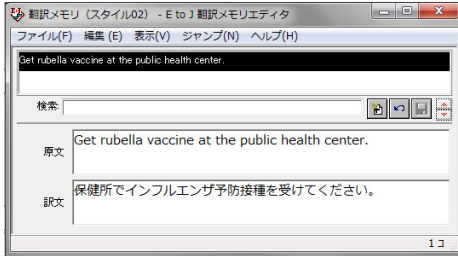 翻訳メモリ（スタイル02） - E to J 翻訳メモリエディタ
ファイル(F) 編集(E) 表示(V) ジャンプ(N) ヘルプ(H)
Get rubella vaccine at the public health center.
検索:
原文 Get rubella vaccine at the public health center.
訳文 保健所でインフルエンザ予防接種を受けてください。
1コ